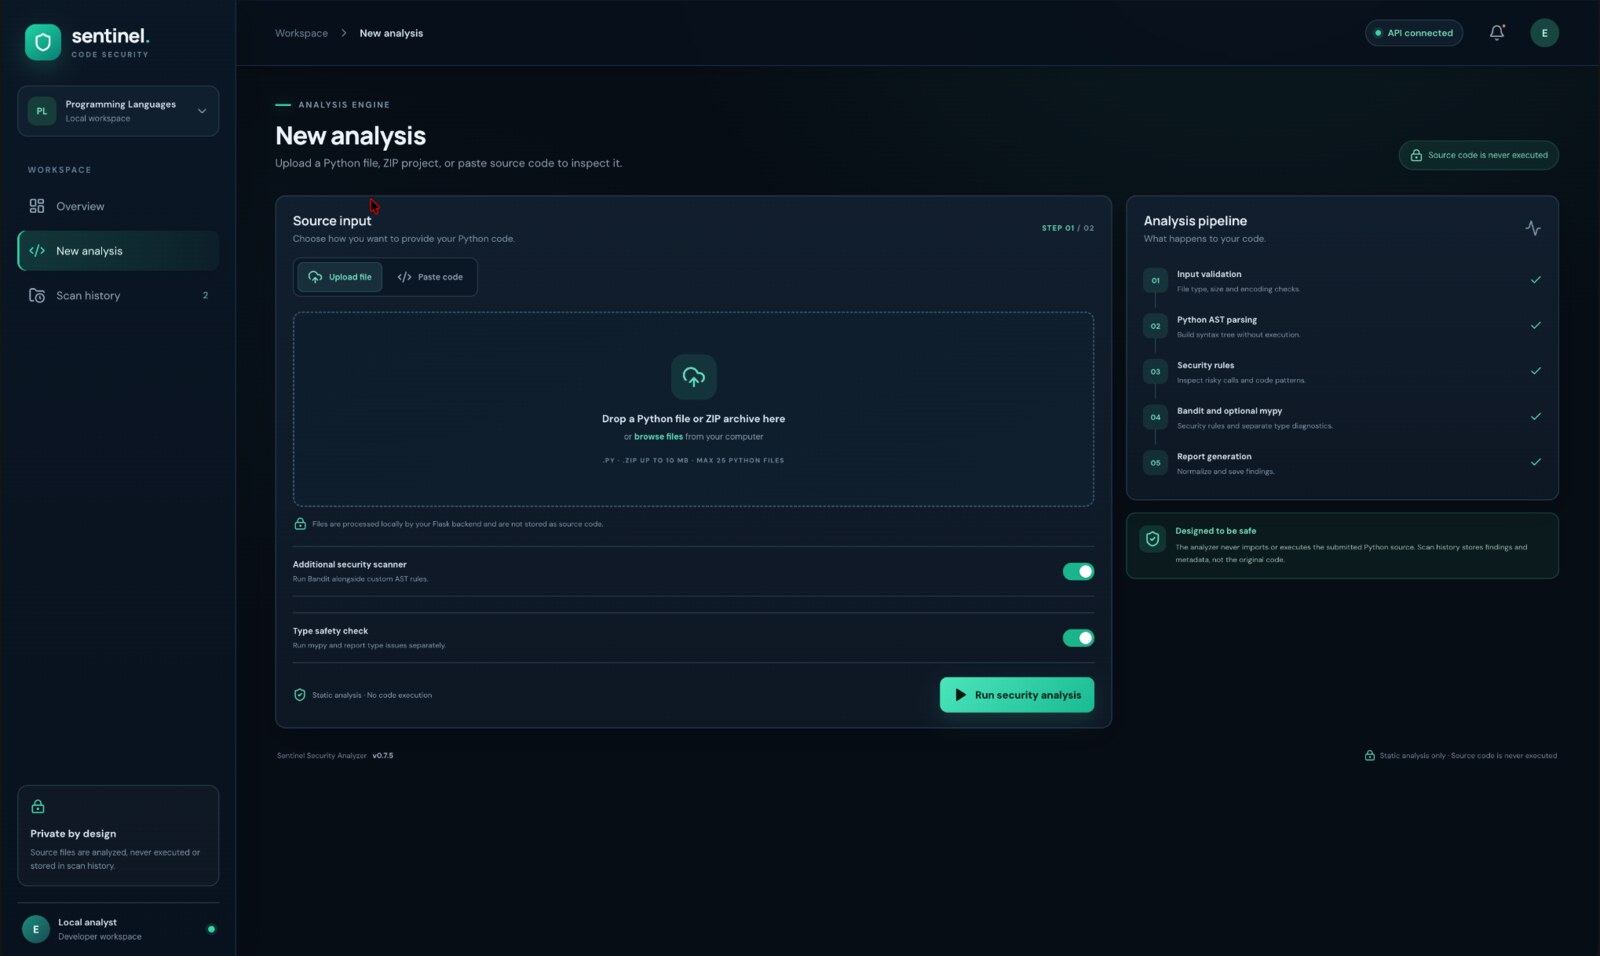 sentinel.
CODE SECURITY
PL
Programming Languages
Local workspace
WORKSPACE
Overview
New analysis
Scan history
2
Private by design
Source files are analyzed, never executed or
stored in scan history.
E
Local analyst
Developer workspace
Workspace > New analysis
API connected
E
ANALYSIS ENGINE
New analysis
Upload a Python file, ZIP project, or paste source code to inspect it.
Source code is never executed
Source input
Choose how you want to provide your Python code.
STEP 01 / 02
Upload file
</> Paste code
Drop a Python file or ZIP archive here
or browse files from your computer
.PY · .ZIP UP TO 10 MB · MAX 25 PYTHON FILES
Files are processed locally by your Flask backend and are not stored as source code.
Additional security scanner
Run Bandit alongside custom AST rules.
Type safety check
Run mypy and report type issues separately.
Static analysis · No code execution
Run security analysis
Analysis pipeline
What happens to your code.
01
Input validation
File type, size and encoding checks.
02
Python AST parsing
Build syntax tree without execution.
03
Security rules
Inspect risky calls and code patterns.
04
Bandit and optional mypy
Security rules and separate type diagnostics.
05
Report generation
Normalize and save findings.
Designed to be safe
The analyzer never imports or executes the submitted Python source. Scan history stores findings and
metadata, not the original code.
Sentinel Security Analyzer v0.7.5
Static analysis only · Source code is never executed